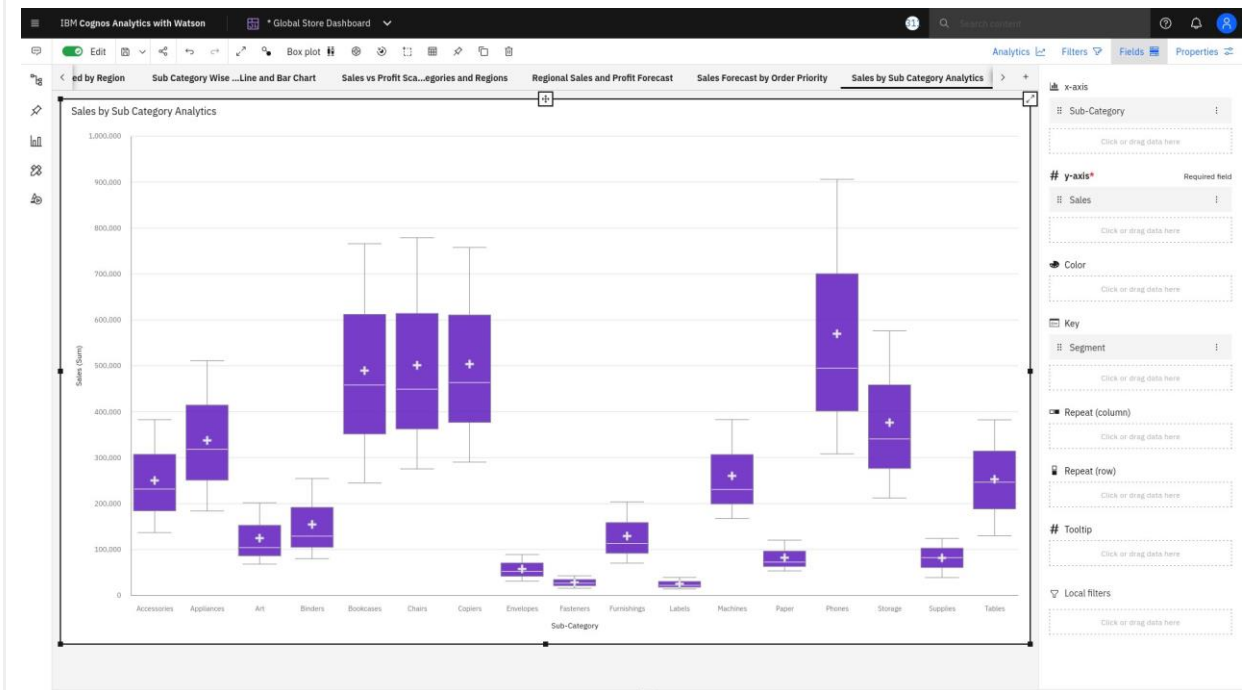 IBM Cognos Analytics with Watson
* Global Store Dashboard
Search content
Edit
Box plot
Analytics
Filters
Fields
Properties
ed by Region
Sub Category Wise ...Line and Bar Chart
Sales vs Profit Sca...egories and Regions
Regional Sales and Profit Forecast
Sales Forecast by Order Priority
Sales by Sub Category Analytics
Sales by Sub Category Analytics
1,000,000
900,000
800,000
700,000
600,000
500,000
400,000
300,000
200,000
100,000
0
Sales (Sum)
Accessories
Appliances
Art
Binders
Bookcases
Chairs
Copiers
Envelopes
Fasteners
Furnishings
Labels
Machines
Paper
Phones
Storage
Supplies
Tables
Sub-Category
x-axis
Sub-Category
Click or drag data here
# y-axis*
Required field
Sales
Click or drag data here
Color
Click or drag data here
Key
Segment
Click or drag data here
Repeat (column)
Click or drag data here
Repeat (row)
Click or drag data here
# Tooltip
Click or drag data here
Local filters
Click or drag data here